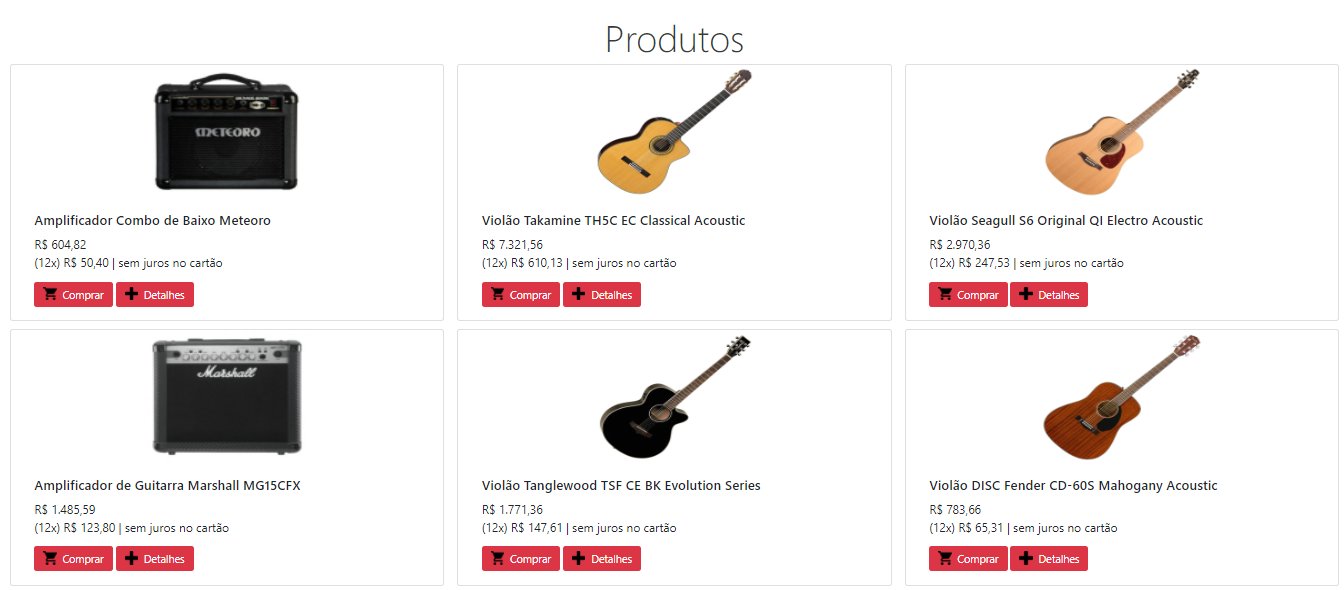 Produtos
METEORO
Amplificador Combo de Baixo Meteoro
R$ 604,82
(12x) R$ 50,40 | sem juros no cartão
Comprar
Detalhes
Violão Takamine TH5C EC Classical Acoustic
R$ 7.321,56
(12x) R$ 610,13 | sem juros no cartão
Comprar
Detalhes
Violão Seagull S6 Original QI Electro Acoustic
R$ 2.970,36
(12x) R$ 247,53 | sem juros no cartão
Comprar
Detalhes
Marshall
Amplificador de Guitarra Marshall MG15CFX
R$ 1.485,59
(12x) R$ 123,80 | sem juros no cartão
Comprar
Detalhes
Violão Tanglewood TSF CE BK Evolution Series
R$ 1.771,36
(12x) R$ 147,61 | sem juros no cartão
Comprar
Detalhes
Violão DISC Fender CD-60S Mahogany Acoustic
R$ 783,66
(12x) R$ 65,31 | sem juros no cartão
Comprar
Detalhes